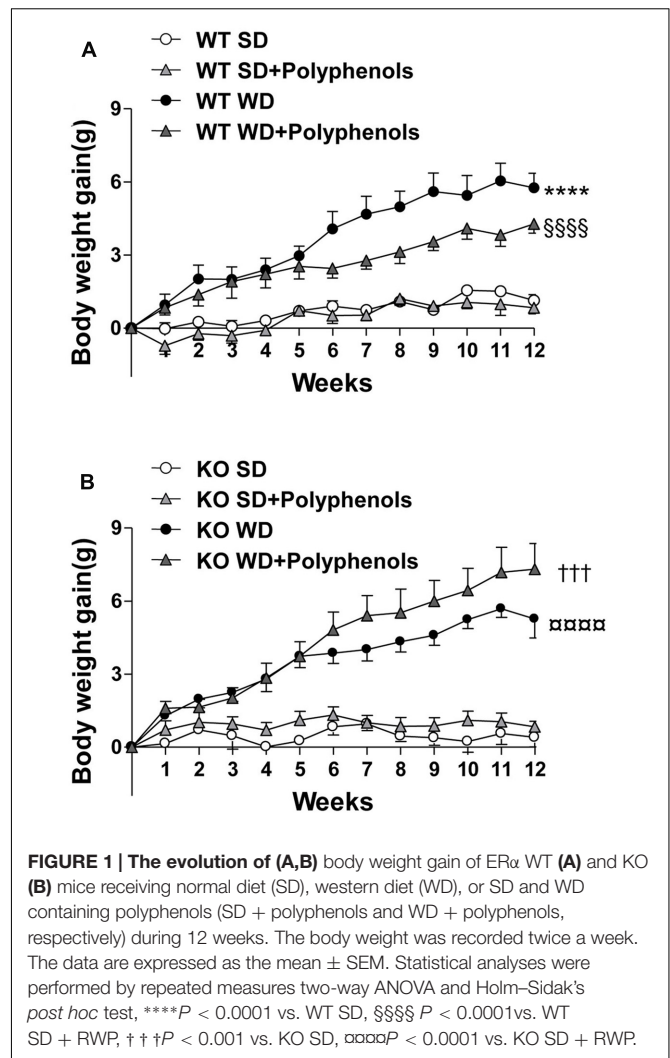 A
WT SD
WT SD+Polyphenols
WT WD
WT WD+Polyphenols
Body weight gain(g)
9
6
3
0
****
§§§§
1 2 3 4 5 6 7 8 9 10 11 12
Weeks
B
KO SD
KO SD+Polyphenols
KO WD
KO WD+Polyphenols
Body weight gain(g)
9
6
3
0
†††
¤¤¤¤
1 2 3 4 5 6 7 8 9 10 11 12
Weeks
FIGURE 1 | The evolution of (A,B) body weight gain of ERα WT (A) and KO
(B) mice receiving normal diet (SD), western diet (WD), or SD and WD
containing polyphenols (SD + polyphenols and WD + polyphenols,
respectively) during 12 weeks. The body weight was recorded twice a week.
The data are expressed as the mean ± SEM. Statistical analyses were
performed by repeated measures two-way ANOVA and Holm–Sidak's
post hoc test, ****P < 0.0001 vs. WT SD, §§§§ P < 0.0001vs. WT
SD + RWP, † † †P < 0.001 vs. KO SD, ¤¤¤¤P < 0.0001 vs. KO SD + RWP.